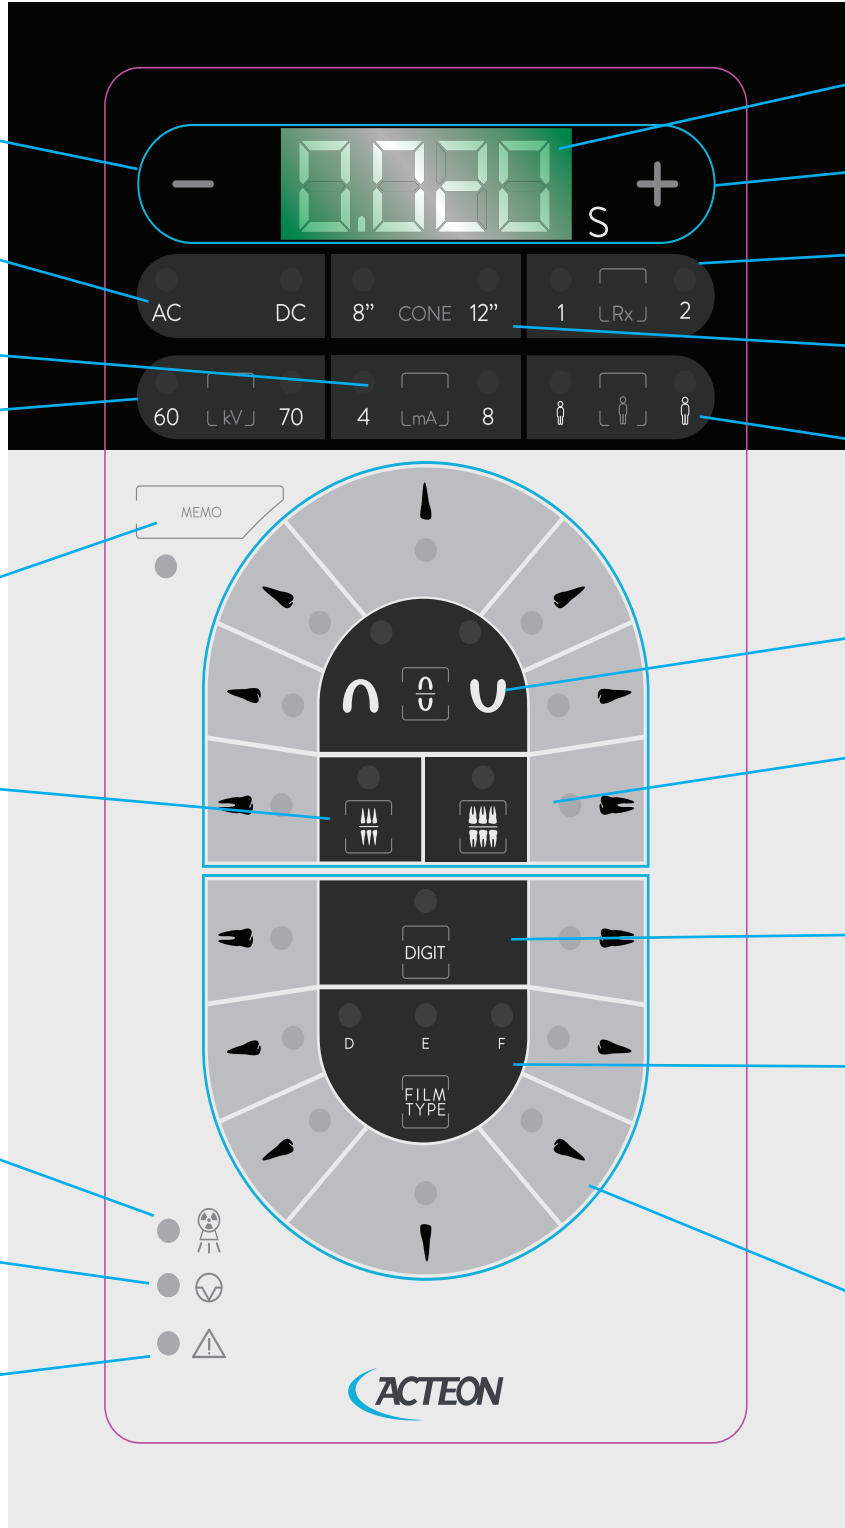 − 0.020 S +
AC DC 8” CONE 12” 1 Rx 2
60 kV 70 4 mA 8
MEMO
DIGIT
D E F
FILM
TYPE
ACTEON